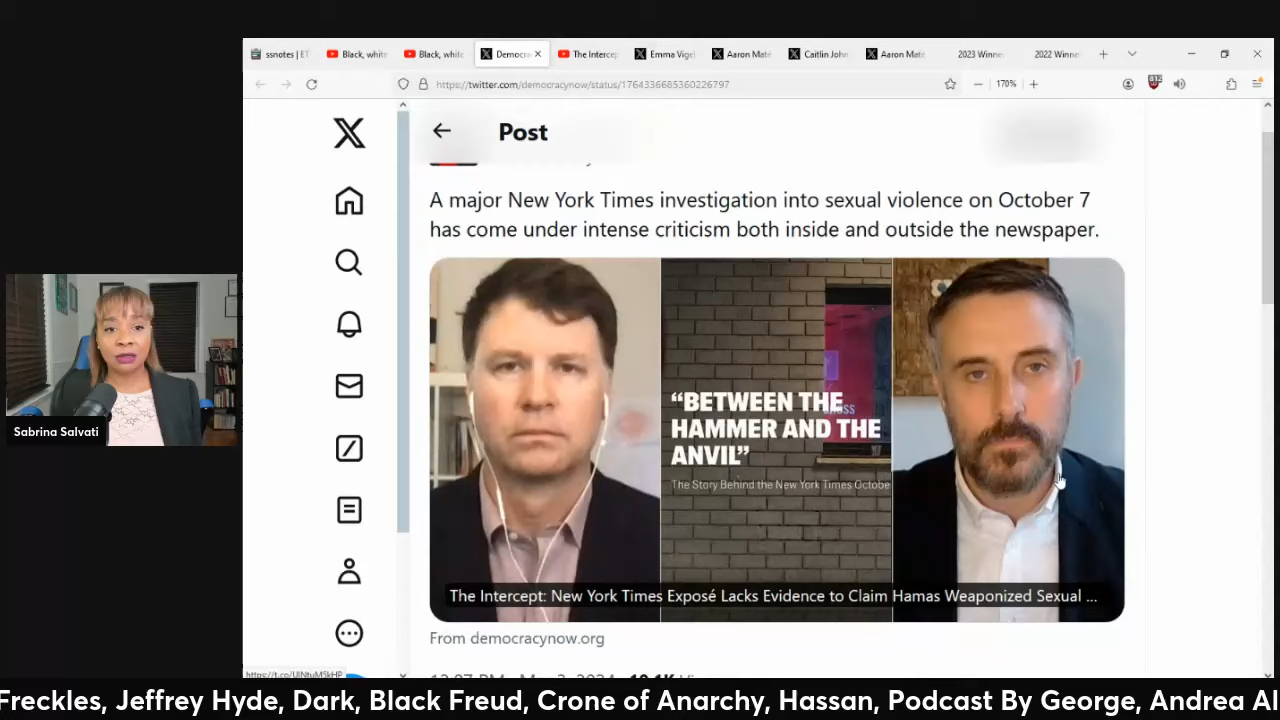 ssnotes | ET
Black, white
Black, white
Democra
The Intercep
Emma Vigel
Aaron Maté
Caitlin John
Aaron Maté
2023 Winne
2022 Winne
https://twitter.com/democracynow/status/1764336685360226797
170%
Post
A major New York Times investigation into sexual violence on October 7
has come under intense criticism both inside and outside the newspaper.
“BETWEEN THE
HAMMER AND THE
ANVIL”
The Story Behind the New York Times Octobe
The Intercept: New York Times Exposé Lacks Evidence to Claim Hamas Weaponized Sexual ...
From democracynow.org
Sabrina Salvati
https://t.co/UlNtuM5kHP
Freckles, Jeffrey Hyde, Dark, Black Freud, Crone of Anarchy, Hassan, Podcast By George, Andrea Al